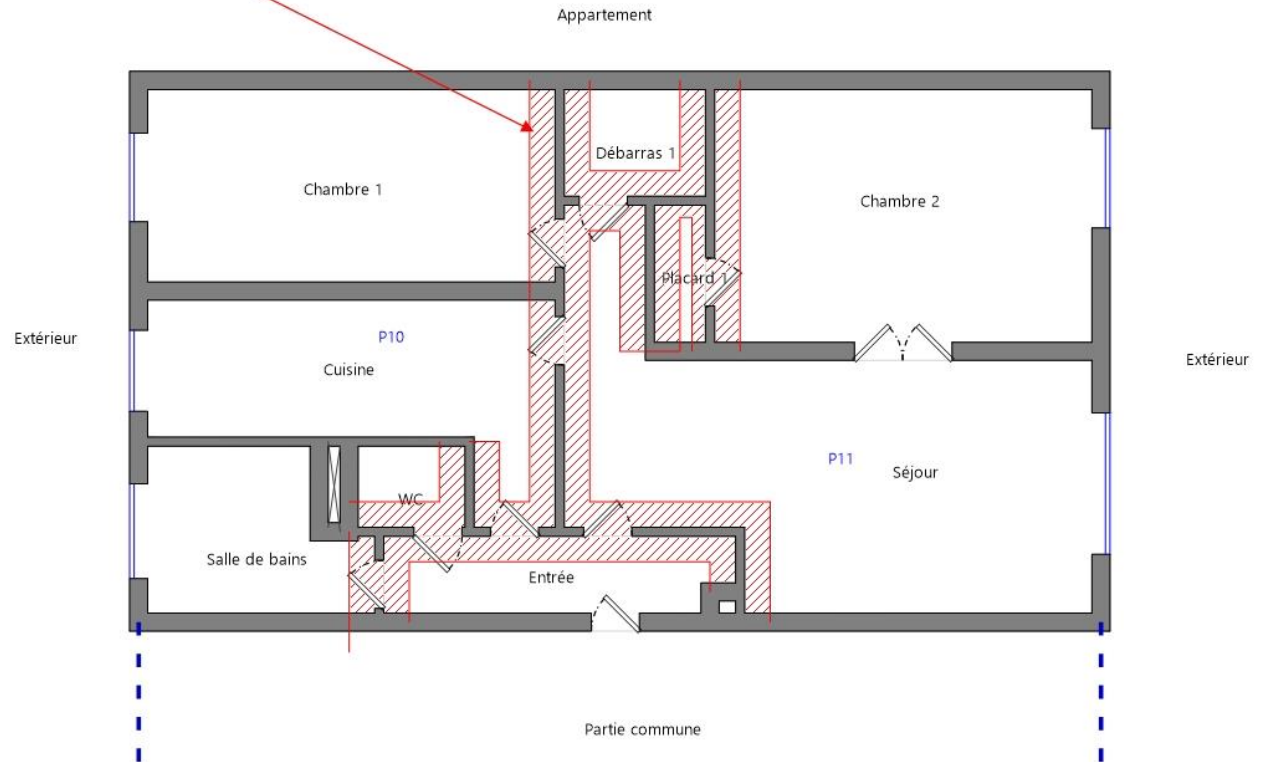 Appartement
Débarras 1
Chambre 1
Chambre 2
Placard 1
Extérieur
P10
Extérieur
Cuisine
P11
Séjour
WC
Salle de bains
Entrée
Partie commune